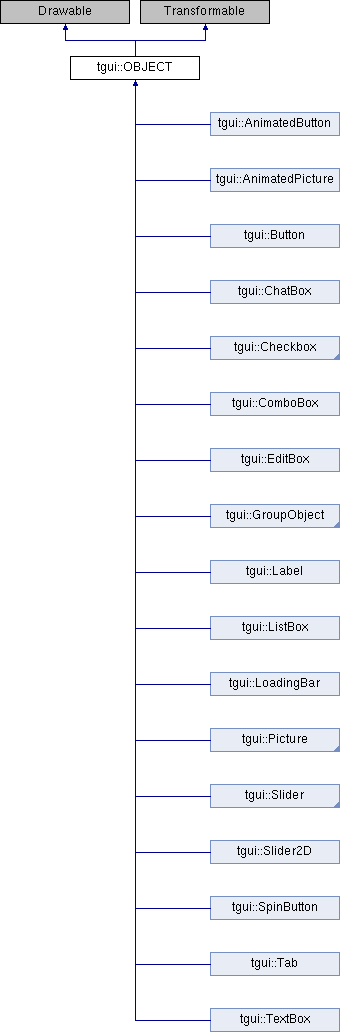 Drawable
Transformable
tgui::OBJECT
tgui::AnimatedButton
tgui::AnimatedPicture
tgui::Button
tgui::ChatBox
tgui::Checkbox
tgui::ComboBox
tgui::EditBox
tgui::GroupObject
tgui::Label
tgui::ListBox
tgui::LoadingBar
tgui::Picture
tgui::Slider
tgui::Slider2D
tgui::SpinButton
tgui::Tab
tgui::TextBox